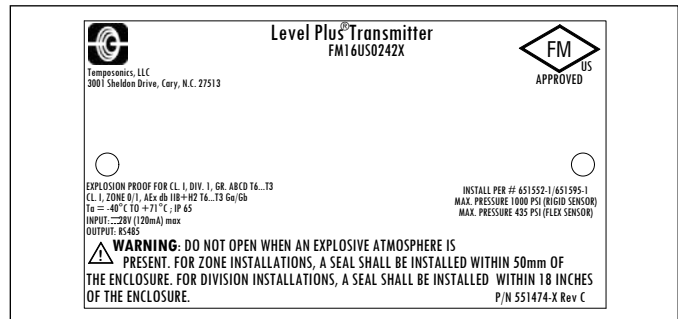 Level Plus® Transmitter
FM16US0242X
FM
US
APPROVED
Temposonics, LLC
3001 Sheldon Drive, Cary, N.C. 27513
EXPLOSION PROOF FOR CL. I, DIV. 1, GR. ABCD T6...T3
CL. I, ZONE 0/1, AEx db IIB+H2 T6...T3 Ga/Gb
Ta = -40°C TO +71°C ; IP 65
INPUT:⎓28V (120mA) max
OUTPUT: RS485
INSTALL PER # 651552-1/651595-1
MAX. PRESSURE 1000 PSI (RIGID SENSOR)
MAX. PRESSURE 435 PSI (FLEX SENSOR)
WARNING: DO NOT OPEN WHEN AN EXPLOSIVE ATMOSPHERE IS
PRESENT. FOR ZONE INSTALLATIONS, A SEAL SHALL BE INSTALLED WITHIN 50mm OF
THE ENCLOSURE. FOR DIVISION INSTALLATIONS, A SEAL SHALL BE INSTALLED WITHIN 18 INCHES
OF THE ENCLOSURE.
P/N 551474-X Rev C